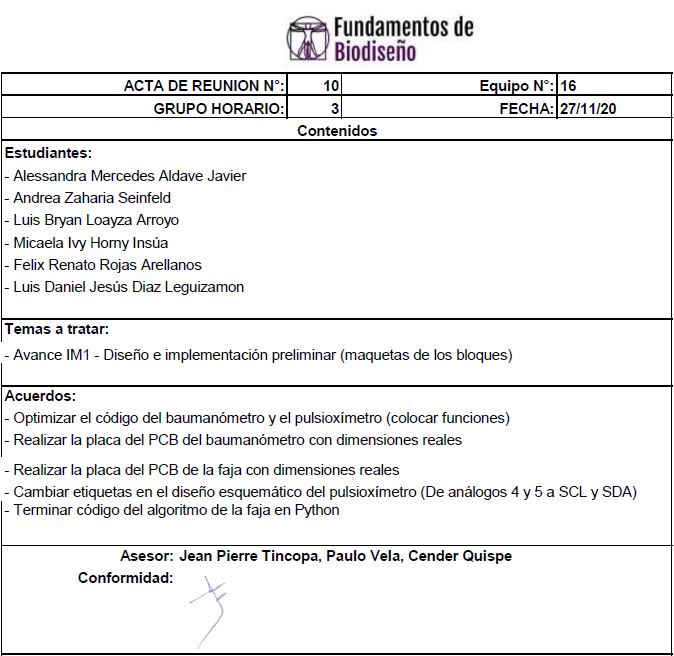 Fundamentos de
Biodiseño
ACTA DE REUNION N°: 10 Equipo N°: 16
GRUPO HORARIO: 3 FECHA: 27/11/20
Contenidos
Estudiantes:
- Alessandra Mercedes Aldave Javier
- Andrea Zaharia Seinfeld
- Luis Bryan Loayza Arroyo
- Micaela Ivy Horny Insúa
- Felix Renato Rojas Arellanos
- Luis Daniel Jesús Diaz Leguizamon
Temas a tratar:
- Avance IM1 - Diseño e implementación preliminar (maquetas de los bloques)
Acuerdos:
- Optimizar el código del baumanómetro y el pulsioxímetro (colocar funciones)
- Realizar la placa del PCB del baumanómetro con dimensiones reales
- Realizar la placa del PCB de la faja con dimensiones reales
- Cambiar etiquetas en el diseño esquemático del pulsioxímetro (De análogos 4 y 5 a SCL y SDA)
- Terminar código del algoritmo de la faja en Python
Asesor: Jean Pierre Tincopa, Paulo Vela, Cender Quispe
Conformidad: